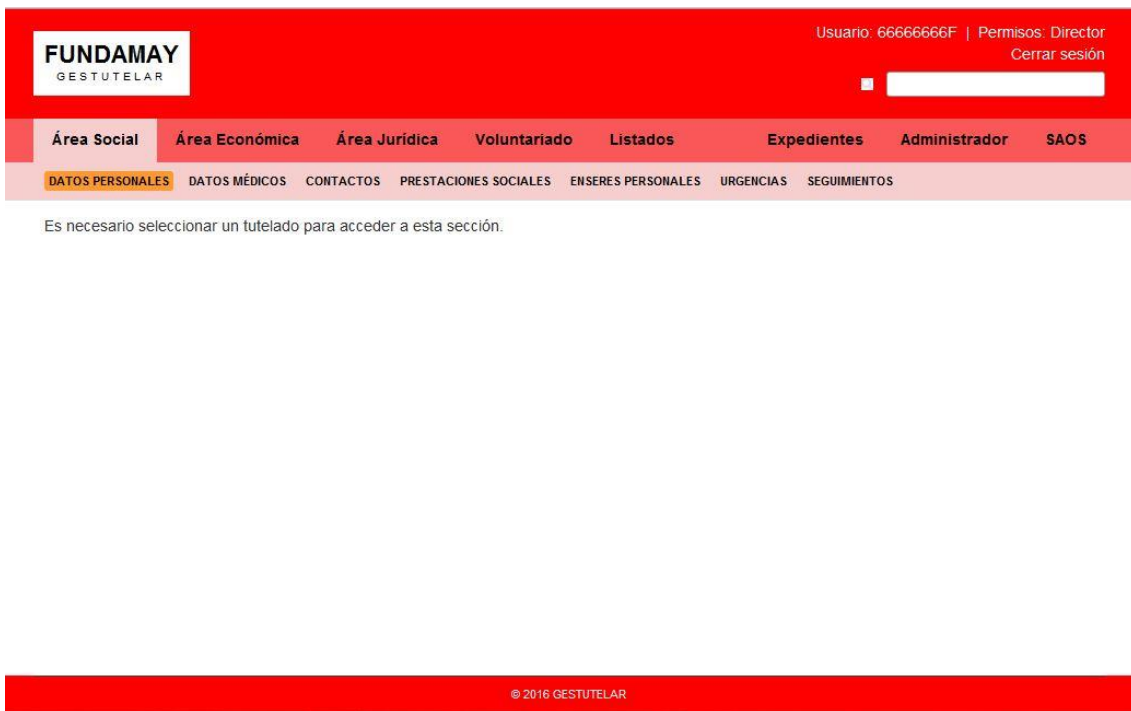 FUNDAMAY
GESTUTELAR
Usuario: 66666666F | Permisos: Director
Cerrar sesión
Área Social Área Económica Área Jurídica Voluntariado Listados Expedientes Administrador SAOS
DATOS PERSONALES DATOS MÉDICOS CONTACTOS PRESTACIONES SOCIALES ENSERES PERSONALES URGENCIAS SEGUIMIENTOS
Es necesario seleccionar un tutelado para acceder a esta sección.
© 2016 GESTUTELAR